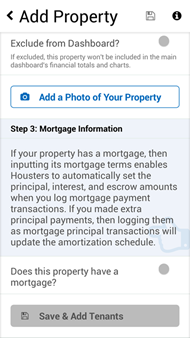 Add Property
Exclude from Dashboard?
If excluded, this property won't be included in the main
dashboard's financial totals and charts.
Add a Photo of Your Property
Step 3: Mortgage Information
If your property has a mortgage, then
inputting its mortgage terms enables
Housters to automatically set the
principal, interest, and escrow amounts
when you log mortgage payment
transactions. If you made extra
principal payments, then logging them
as mortgage principal transactions will
update the amortization schedule.
Does this property have a
mortgage?
Save & Add Tenants